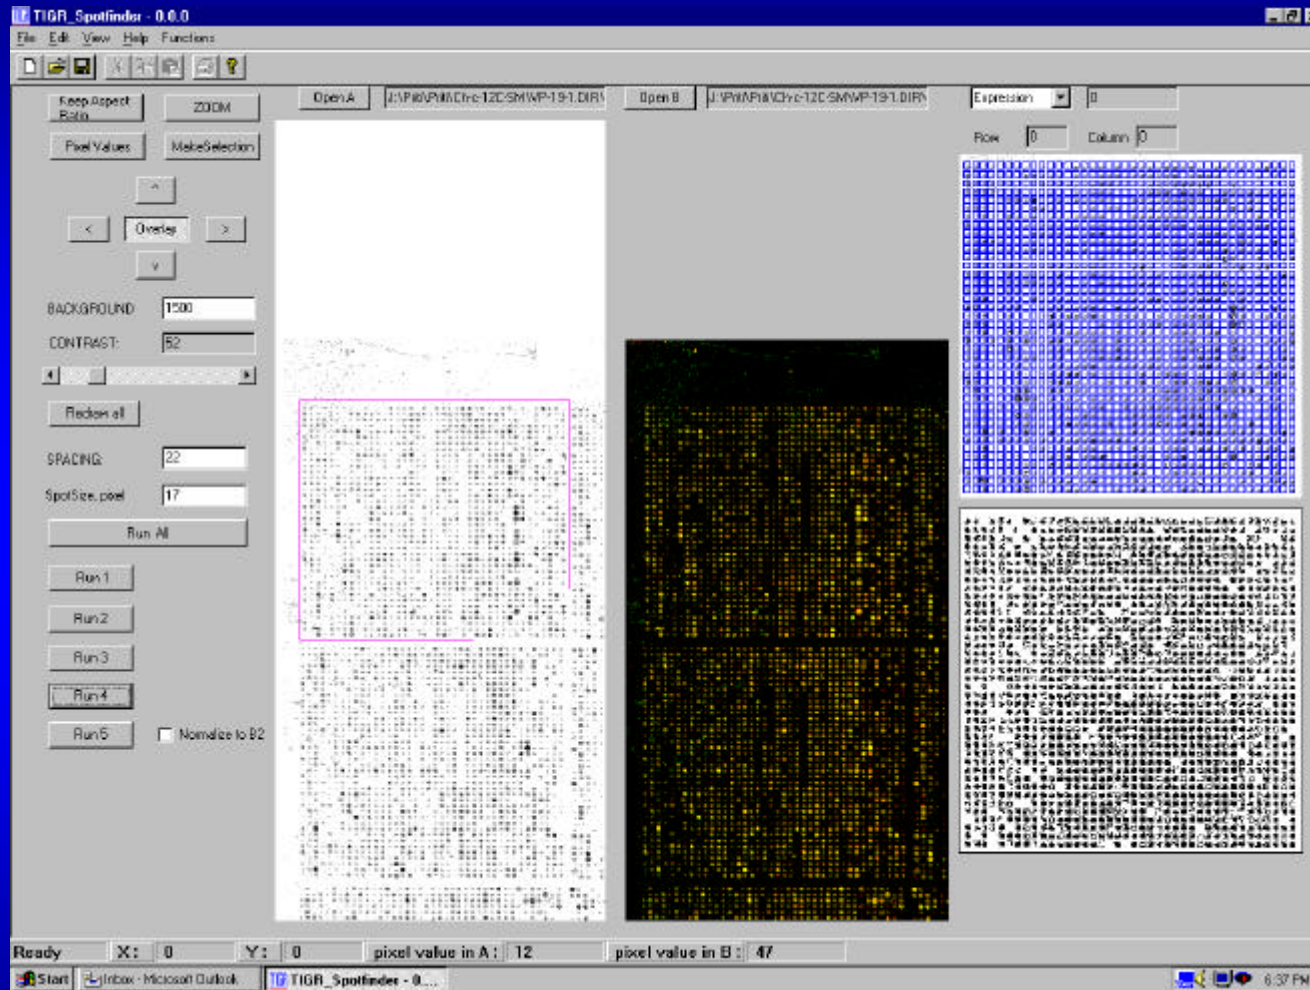 TIGR_Spotfinder - 0.0.0
File Edit View Help Functions
Keep Aspect Ratio
ZOOM
Open A
Open B
Expression
0
Pixel Values
MakeSelection
Row
0
Column
0
^
<
Overlay
>
v
BACKGROUND
1500
CONTRAST:
52
Redraw all
SPACING:
22
SpotSize, pixel
17
Run All
Run 1
Run 2
Run 3
Run 4
Run 5
Normalize to B2
Ready X: 0 Y: 0 pixel value in A: 12 pixel value in B: 47
Start Inbox - Microsoft Outlook TIGR_Spotfinder - 0.... 6:37 PM